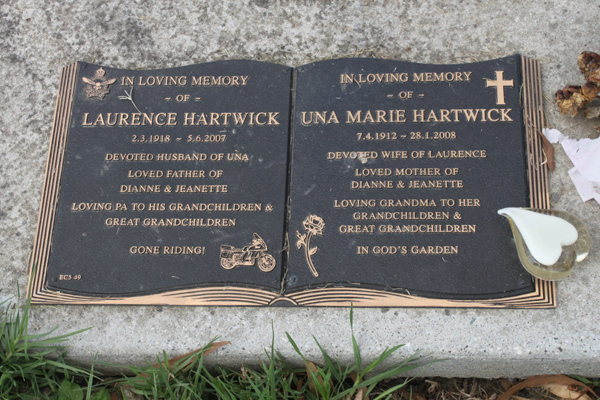 IN LOVING MEMORY
- OF -
LAURENCE HARTWICK
2.3.1918 - 5.6.2007
DEVOTED HUSBAND OF UNA
LOVED FATHER OF
DIANNE & JEANETTE
LOVING PA TO HIS GRANDCHILDREN &
GREAT GRANDCHILDREN
GONE RIDING!
EC5 49
IN LOVING MEMORY
- OF -
UNA MARIE HARTWICK
7.4.1912 - 28.1.2008
DEVOTED WIFE OF LAURENCE
LOVED MOTHER OF
DIANNE & JEANETTE
LOVING GRANDMA TO HER
GRANDCHILDREN &
GREAT GRANDCHILDREN
IN GOD'S GARDEN